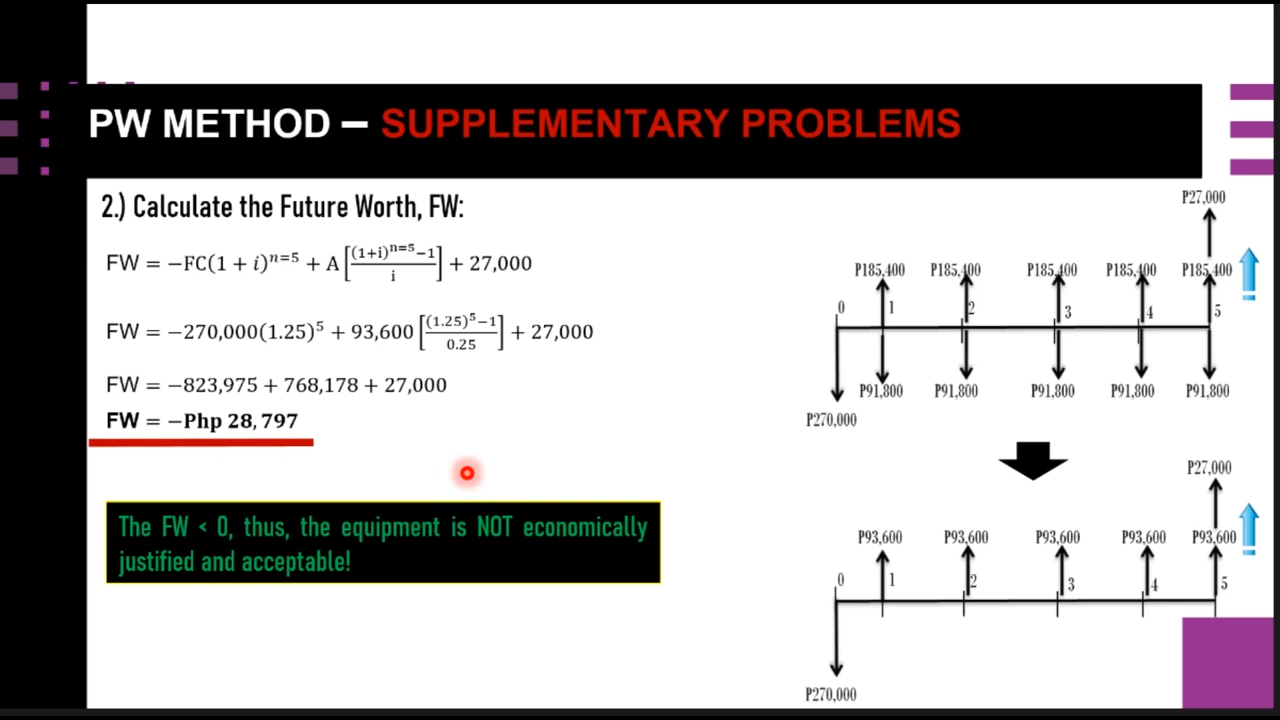 PW METHOD – SUPPLEMENTARY PROBLEMS
2.) Calculate the Future Worth, FW:
FW = −FC(1 + i)ⁿ⁼⁵ + A [((1+i)ⁿ⁼⁵−1)/i] + 27,000
FW = −270,000(1.25)⁵ + 93,600 [((1.25)⁵−1)/0.25] + 27,000
FW = −823,975 + 768,178 + 27,000
FW = −Php 28,797
The FW < 0, thus, the equipment is NOT economically
justified and acceptable!
P27,000
P185,400 P185,400 P185,400 P185,400 P185,400
0 1 2 3 4 5
P91,800 P91,800 P91,800 P91,800 P91,800
P270,000
P27,000
P93,600 P93,600 P93,600 P93,600 P93,600
0 1 2 3 4 5
P270,000